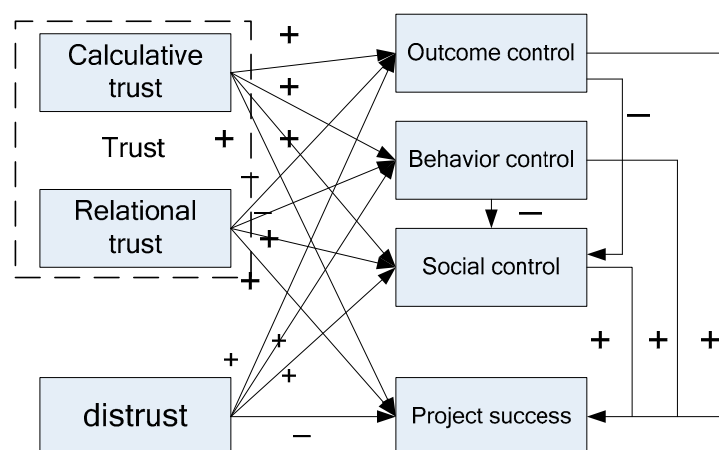 Calculative
trust
Trust
Relational
trust
distrust
Outcome control
Behavior control
Social control
Project success
+
+
+
+
+
−
−
+
+
+
+
+
−
−
−
+
+
+